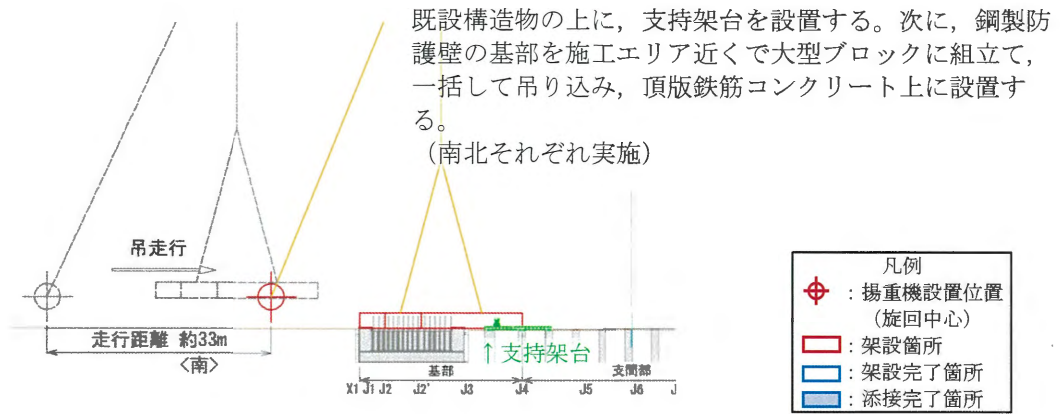 既設構造物の上に，支持架台を設置する。次に，鋼製防
護壁の基部を施工エリア近くで大型ブロックに組立て，
一括して吊り込み，頂版鉄筋コンクリート上に設置す
る。
（南北それぞれ実施）
吊走行
走行距離 約33m
<南>
↑支持架台
基部
支間部
X1 J1 J2 J2' J3 J4 J5 J6 J
凡例
：揚重機設置位置
（旋回中心）
：架設箇所
：架設完了箇所
：添接完了箇所